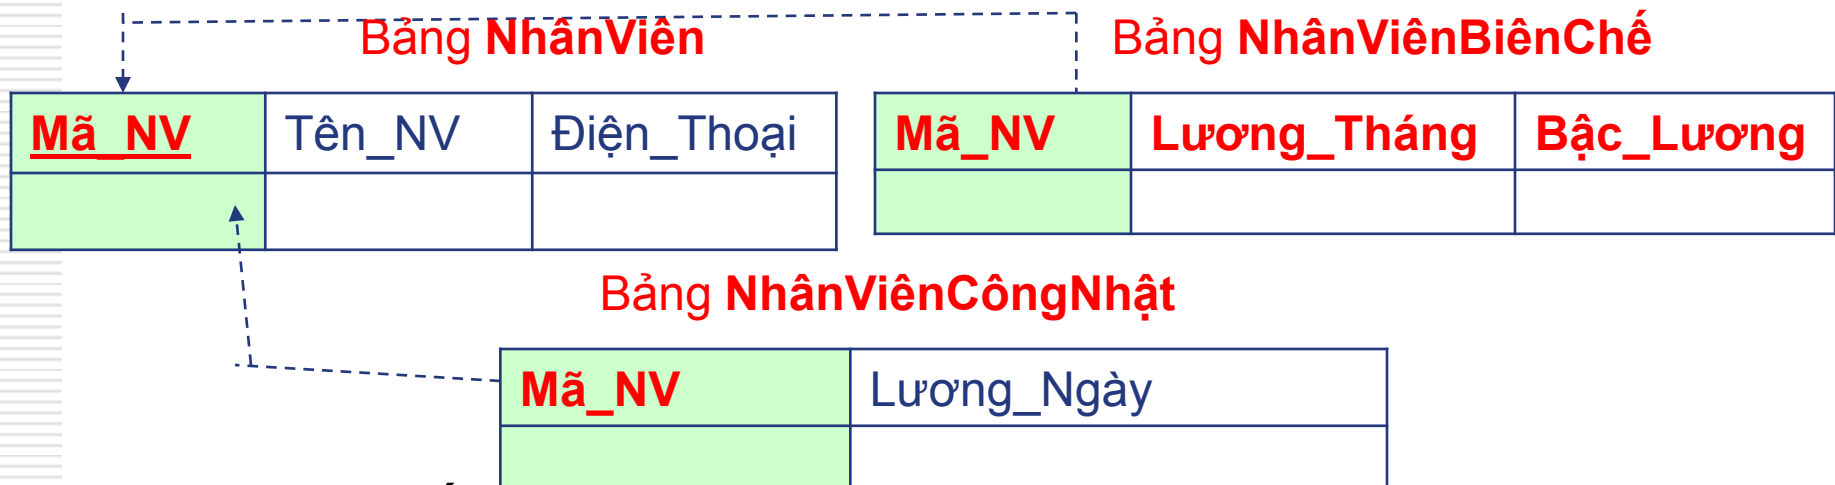 Bảng NhânViên
Bảng NhânViênBiênChế
Mã_NV Tên_NV Điện_Thoại
Mã_NV Lương_Tháng Bậc_Lương
Bảng NhânViênCôngNhật
Mã_NV Lương_Ngày